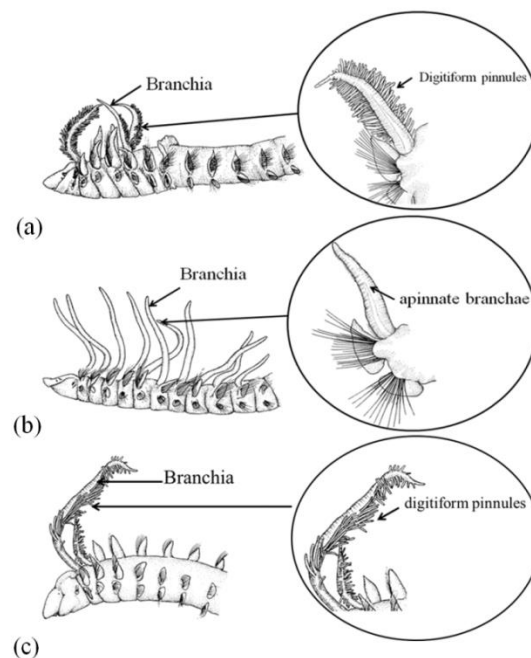 Branchia
Digitiform pinnules
(a)
Branchia
apinnate branchae
(b)
Branchia
digitiform pinnules
(c)